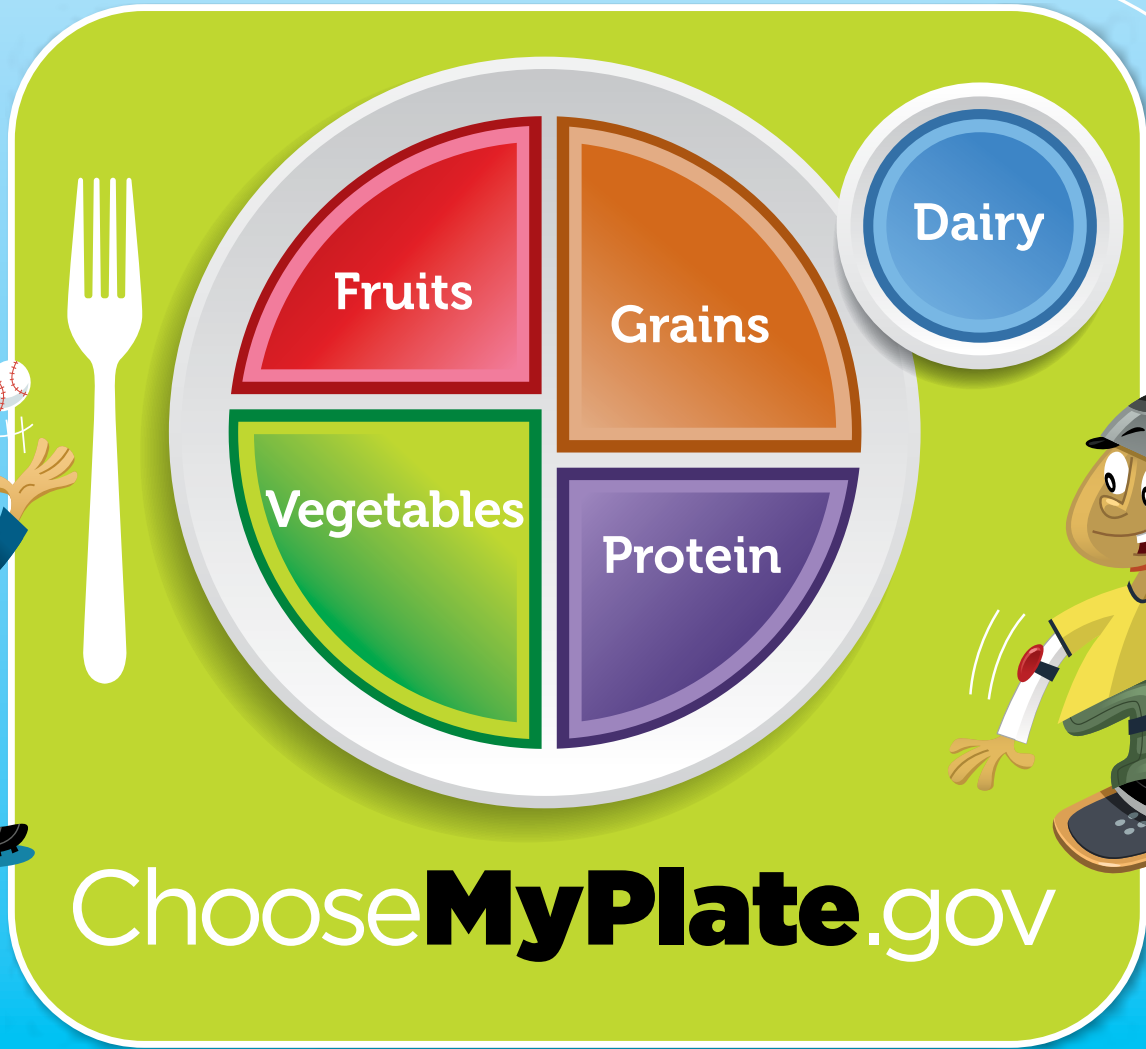 Fruits
Grains
Dairy
Vegetables
Protein
ChooseMyPlate.gov